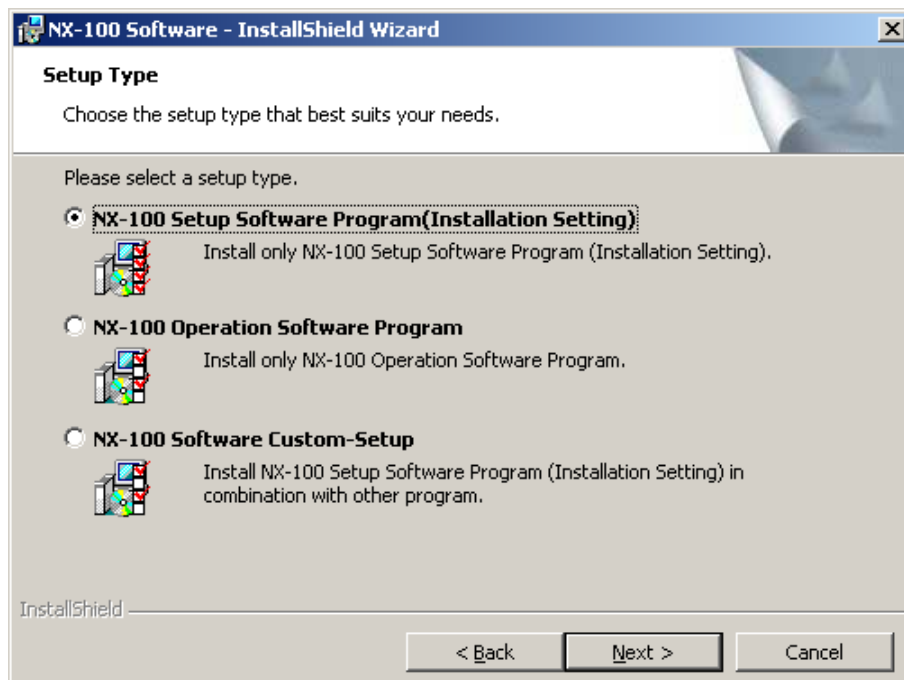 NX-100 Software - InstallShield Wizard
Setup Type
Choose the setup type that best suits your needs.
Please select a setup type.
NX-100 Setup Software Program(Installation Setting)
Install only NX-100 Setup Software Program (Installation Setting).
NX-100 Operation Software Program
Install only NX-100 Operation Software Program.
NX-100 Software Custom-Setup
Install NX-100 Setup Software Program (Installation Setting) in
combination with other program.
InstallShield
< Back
Next >
Cancel